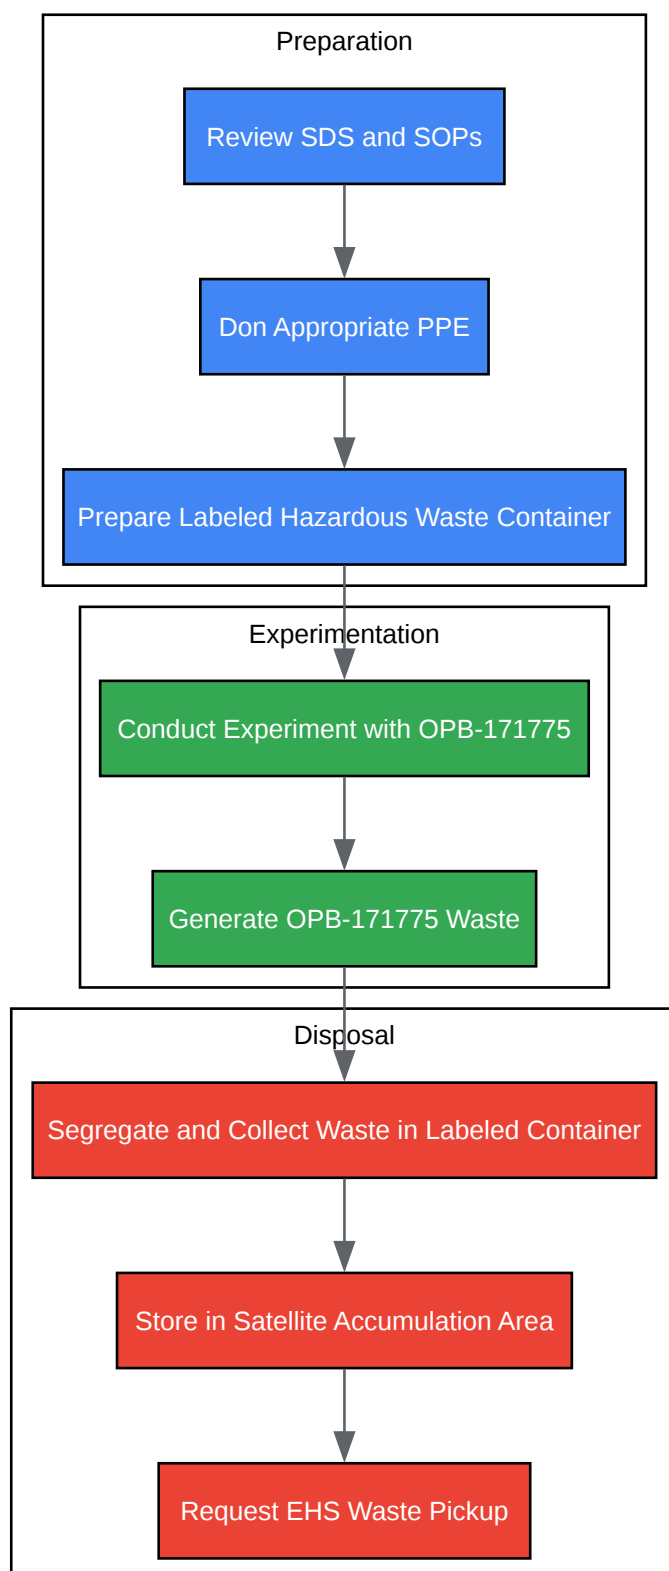 Preparation
Review SDS and SOPs
Don Appropriate PPE
Prepare Labeled Hazardous Waste Container
Experimentation
Conduct Experiment with OPB-171775
Generate OPB-171775 Waste
Disposal
Segregate and Collect Waste in Labeled Container
Store in Satellite Accumulation Area
Request EHS Waste Pickup